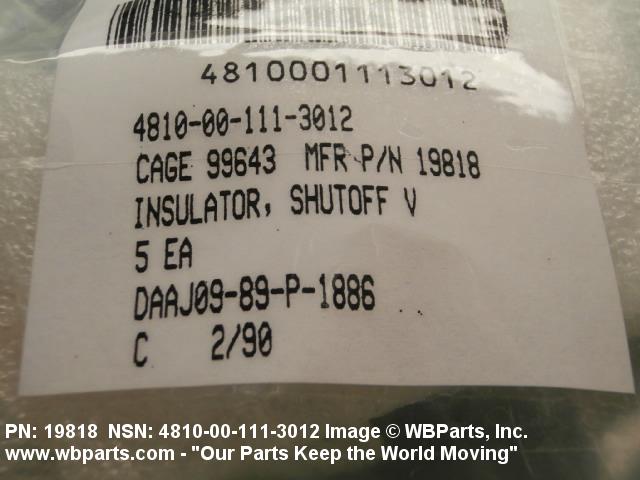 4810001113012
4810-00-111-3012
CAGE 99643 MFR P/N 19818
INSULATOR, SHUTOFF V
5 EA
DAAJ09-89-P-1886
C 2/90
PN: 19818 NSN: 4810-00-111-3012 Image © WBParts, Inc.
www.wbparts.com - "Our Parts Keep the World Moving"